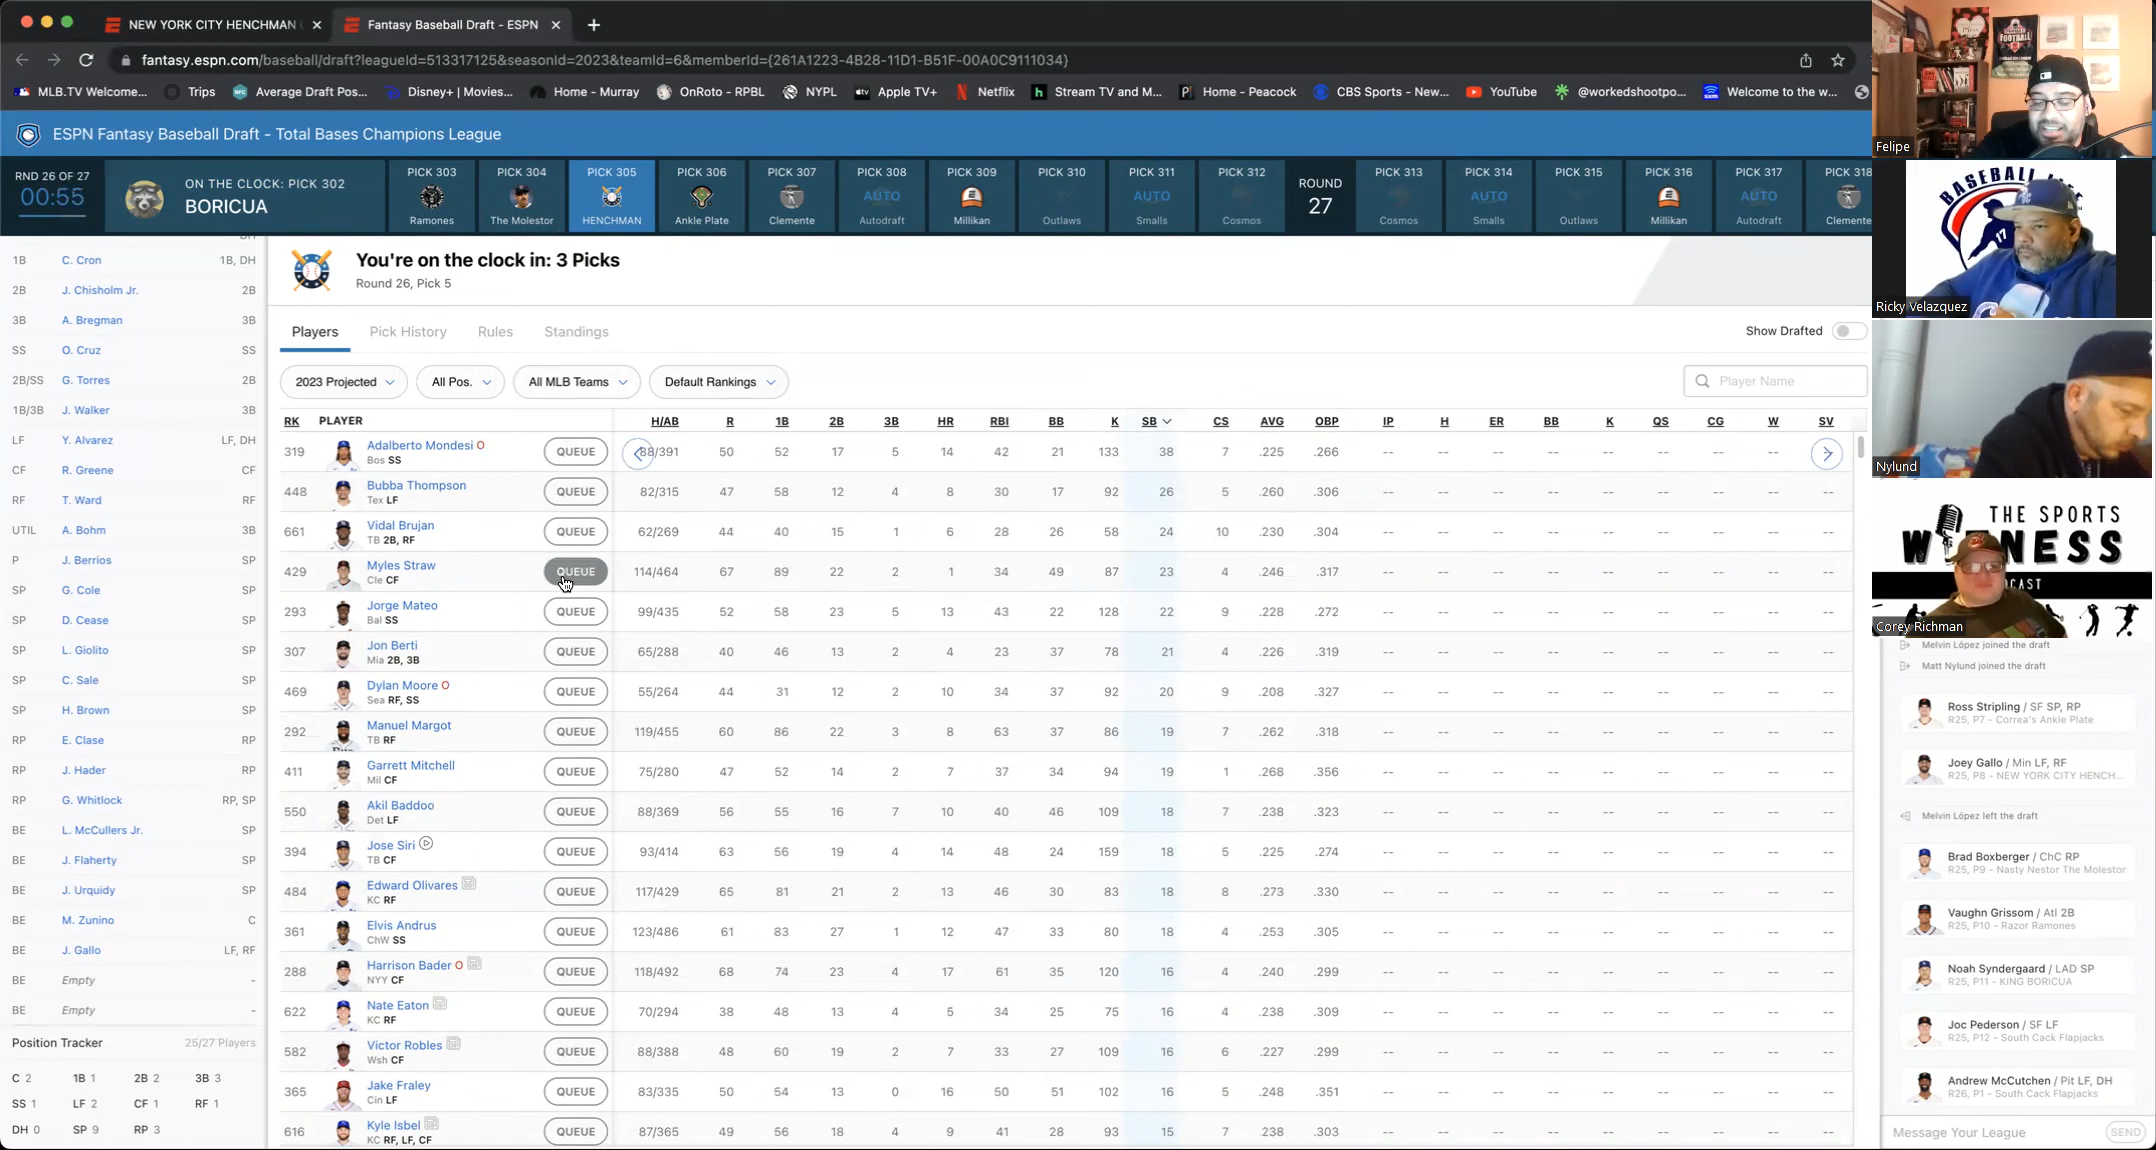 NEW YORK CITY HENCHMAN
Fantasy Baseball Draft - ESPN
fantasy.espn.com/baseball/draft?leagueId=513317125&seasonId=2023&teamId=6&memberId={261A1223-4B28-11D1-B51F-00A0C9111034}
MLB.TV Welcome... Trips Average Draft Pos... Disney+ | Movies... Home - Murray OnRoto - RPBL NYPL Apple TV+ Netflix Stream TV and M... Home - Peacock CBS Sports - New... YouTube @workedshootpo... Welcome to the w...
ESPN Fantasy Baseball Draft - Total Bases Champions League
RND 26 OF 27
00:55
ON THE CLOCK: PICK 302
BORICUA
PICK 303 Ramones
PICK 304 The Molestor
PICK 305 HENCHMAN
PICK 306 Ankle Plate
PICK 307 Clemente
PICK 308 AUTO Autodraft
PICK 309 Millikan
PICK 310 Outlaws
PICK 311 AUTO Smalls
PICK 312 Cosmos
ROUND 27
PICK 313 Cosmos
PICK 314 AUTO Smalls
PICK 315 Outlaws
PICK 316 Millikan
PICK 317 AUTO Autodraft
PICK 318 Clemente
DH
1B C. Cron 1B, DH
2B J. Chisholm Jr. 2B
3B A. Bregman 3B
SS O. Cruz SS
2B/SS G. Torres 2B
1B/3B J. Walker 3B
LF Y. Alvarez LF, DH
CF R. Greene CF
RF T. Ward RF
UTIL A. Bohm 3B
P J. Berrios SP
SP G. Cole SP
SP D. Cease SP
SP L. Giolito SP
SP C. Sale SP
SP H. Brown SP
RP E. Clase RP
RP J. Hader RP
RP G. Whitlock RP, SP
BE L. McCullers Jr. SP
BE J. Flaherty SP
BE J. Urquidy SP
BE M. Zunino C
BE J. Gallo LF, RF
BE Empty -
BE Empty -
Position Tracker 25/27 Players
C 2 1B 1 2B 2 3B 3
SS 1 LF 2 CF 1 RF 1
DH 0 SP 9 RP 3
You're on the clock in: 3 Picks
Round 26, Pick 5
Players Pick History Rules Standings
Show Drafted
2023 Projected All Pos. All MLB Teams Default Rankings
Player Name
RK PLAYER H/AB R 1B 2B 3B HR RBI BB K SB CS AVG OBP IP H ER BB K QS CG W SV
319 Adalberto Mondesi O Bos SS QUEUE 88/391 50 52 17 5 14 42 21 133 38 7 .225 .266 -- -- -- -- -- -- -- -- --
448 Bubba Thompson Tex LF QUEUE 82/315 47 58 12 4 8 30 17 92 26 5 .260 .306 -- -- -- -- -- -- -- -- --
661 Vidal Brujan TB 2B, RF QUEUE 62/269 44 40 15 1 6 28 26 58 24 10 .230 .304 -- -- -- -- -- -- -- -- --
429 Myles Straw Cle CF QUEUE 114/464 67 89 22 2 1 34 49 87 23 4 .246 .317 -- -- -- -- -- -- -- -- --
293 Jorge Mateo Bal SS QUEUE 99/435 52 58 23 5 13 43 22 128 22 9 .228 .272 -- -- -- -- -- -- -- -- --
307 Jon Berti Mia 2B, 3B QUEUE 65/288 40 46 13 2 4 23 37 78 21 4 .226 .319 -- -- -- -- -- -- -- -- --
469 Dylan Moore O Sea RF, SS QUEUE 55/264 44 31 12 2 10 34 37 92 20 9 .208 .327 -- -- -- -- -- -- -- -- --
292 Manuel Margot TB RF QUEUE 119/455 60 86 22 3 8 63 37 86 19 7 .262 .318 -- -- -- -- -- -- -- -- --
411 Garrett Mitchell Mil CF QUEUE 75/280 47 52 14 2 7 37 34 94 19 1 .268 .356 -- -- -- -- -- -- -- -- --
550 Akil Baddoo Det LF QUEUE 88/369 56 55 16 7 10 40 46 109 18 7 .238 .323 -- -- -- -- -- -- -- -- --
394 Jose Siri TB CF QUEUE 93/414 63 56 19 4 14 48 24 159 18 5 .225 .274 -- -- -- -- -- -- -- -- --
484 Edward Olivares KC RF QUEUE 117/429 65 81 21 2 13 46 30 83 18 8 .273 .330 -- -- -- -- -- -- -- -- --
361 Elvis Andrus ChW SS QUEUE 123/486 61 83 27 1 12 47 33 80 18 4 .253 .305 -- -- -- -- -- -- -- -- --
288 Harrison Bader O NYY CF QUEUE 118/492 68 74 23 4 17 61 35 120 16 4 .240 .299 -- -- -- -- -- -- -- -- --
622 Nate Eaton KC RF QUEUE 70/294 38 48 13 4 5 34 25 75 16 4 .238 .309 -- -- -- -- -- -- -- -- --
582 Victor Robles Wsh CF QUEUE 88/388 48 60 19 2 7 33 27 109 16 6 .227 .299 -- -- -- -- -- -- -- -- --
365 Jake Fraley Cin LF QUEUE 83/335 50 54 13 0 16 50 51 102 16 5 .248 .351 -- -- -- -- -- -- -- -- --
616 Kyle Isbel KC RF, LF, CF QUEUE 87/365 49 56 18 4 9 41 28 93 15 7 .238 .303 -- -- -- -- -- -- -- -- --
Felipe
BASEBALL
17
Ricky Velazquez
Nylund
THE SPORTS
Corey Richman
Melvin López joined the draft
Matt Nylund joined the draft
Ross Stripling / SF SP, RP
R25, P7 - Correa's Ankle Plate
Joey Gallo / Min LF, RF
R25, P8 - NEW YORK CITY HENCH...
Melvin López left the draft
Brad Boxberger / ChC RP
R25, P9 - Nasty Nestor The Molestor
Vaughn Grissom / Atl 2B
R25, P10 - Razor Ramones
Noah Syndergaard / LAD SP
R25, P11 - KING BORICUA
Joc Pederson / SF LF
R25, P12 - South Cack Flapjacks
Andrew McCutchen / Pit LF, DH
R26, P1 - South Cack Flapjacks
Message Your League SEND